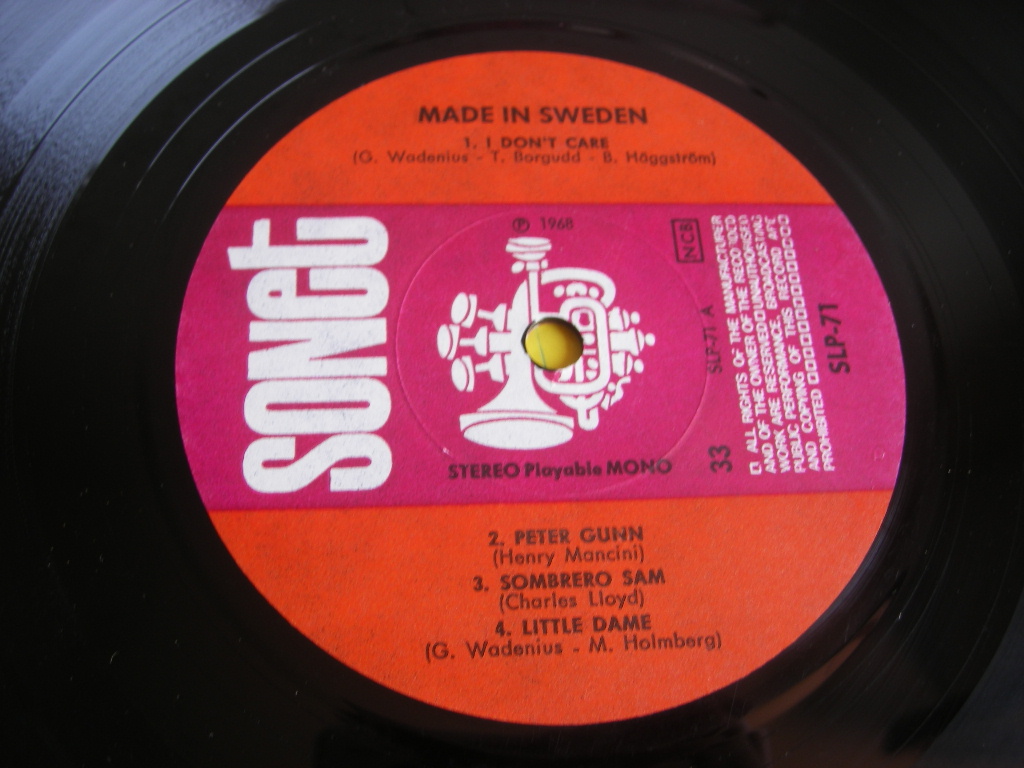 MADE IN SWEDEN
1. I DON'T CARE
(G. Wadenius - T. Borgudd - B. Häggström)
SONET
℗ 1968
NCB
STEREO Playable MONO
33
SLP-71 A
ALL RIGHTS OF THE MANUFACTURER
AND OF THE OWNER OF THE RECORDED
WORK ARE RESERVED UNAUTHORISED
PUBLIC PERFORMANCE, BROADCASTING
AND COPYING OF THIS RECORD ARE
PROHIBITED
SLP-71
2. PETER GUNN
(Henry Mancini)
3. SOMBRERO SAM
(Charles Lloyd)
4. LITTLE DAME
(G. Wadenius - M. Holmberg)